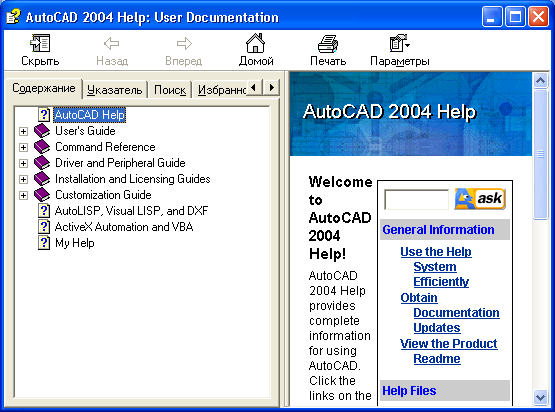 AutoCAD 2004 Help: User Documentation
Скрыть
Назад
Вперед
Домой
Печать
Параметры
Содержание
Указатель
Поиск
Избранно
AutoCAD Help
User's Guide
Command Reference
Driver and Peripheral Guide
Installation and Licensing Guides
Customization Guide
AutoLISP, Visual LISP, and DXF
ActiveX Automation and VBA
My Help
AutoCAD 2004 Help
Welcome
to
AutoCAD
2004
Help!
AutoCAD
2004 Help
provides
complete
information
for using
AutoCAD.
Click the
links on the
ask
General Information
Use the Help
System
Efficiently
Obtain
Documentation
Updates
View the Product
Readme
Help Files